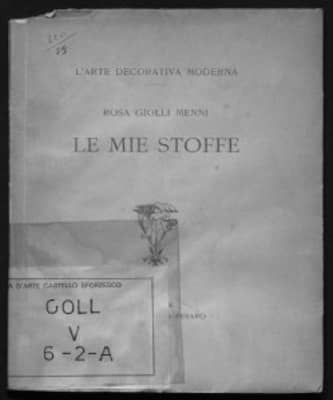 L'ARTE DECORATIVA MODERNA
ROSA GIOLLI MENNI
LE MIE STOFFE
A D'ARTE CASTELLO SFORZESCO
COLL
V
6-2-A